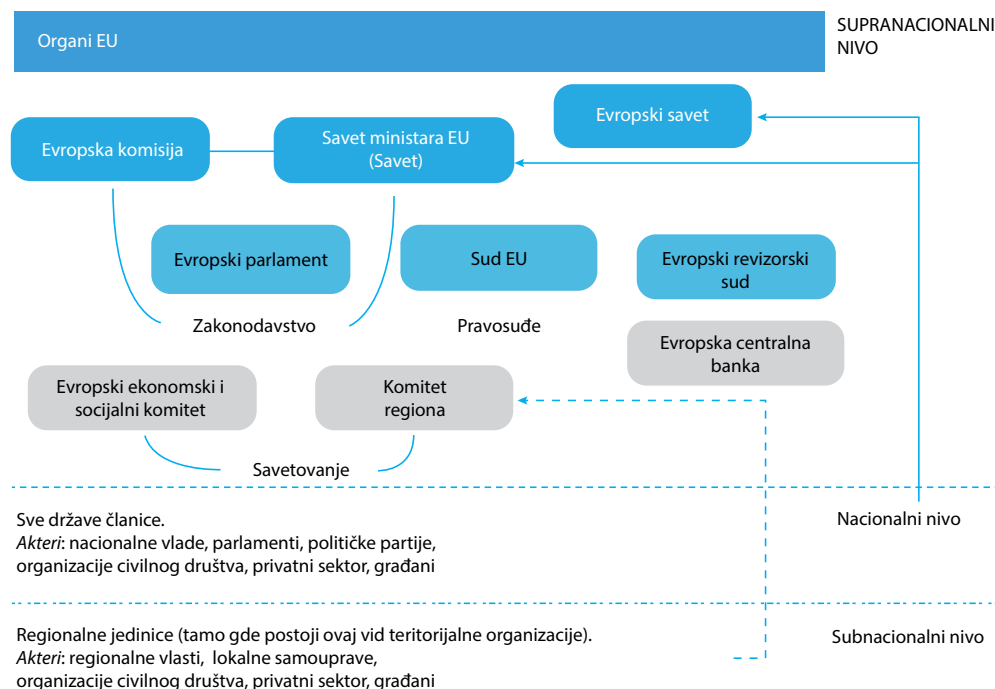 Organi EU
SUPRANACIONALNI
NIVO
Evropski savet
Evropska komisija
Savet ministara EU
(Savet)
Evropski parlament
Sud EU
Evropski revizorski
sud
Zakonodavstvo
Pravosuđe
Evropska centralna
banka
Evropski ekonomski i
socijalni komitet
Komitet
regiona
Savetovanje
Sve države članice.
Akteri: nacionalne vlade, parlamenti, političke partije,
organizacije civilnog društva, privatni sektor, građani
Nacionalni nivo
Regionalne jedinice (tamo gde postoji ovaj vid teritorijalne organizacije).
Akteri: regionalne vlasti, lokalne samouprave,
organizacije civilnog društva, privatni sektor, građani
Subnacionalni nivo